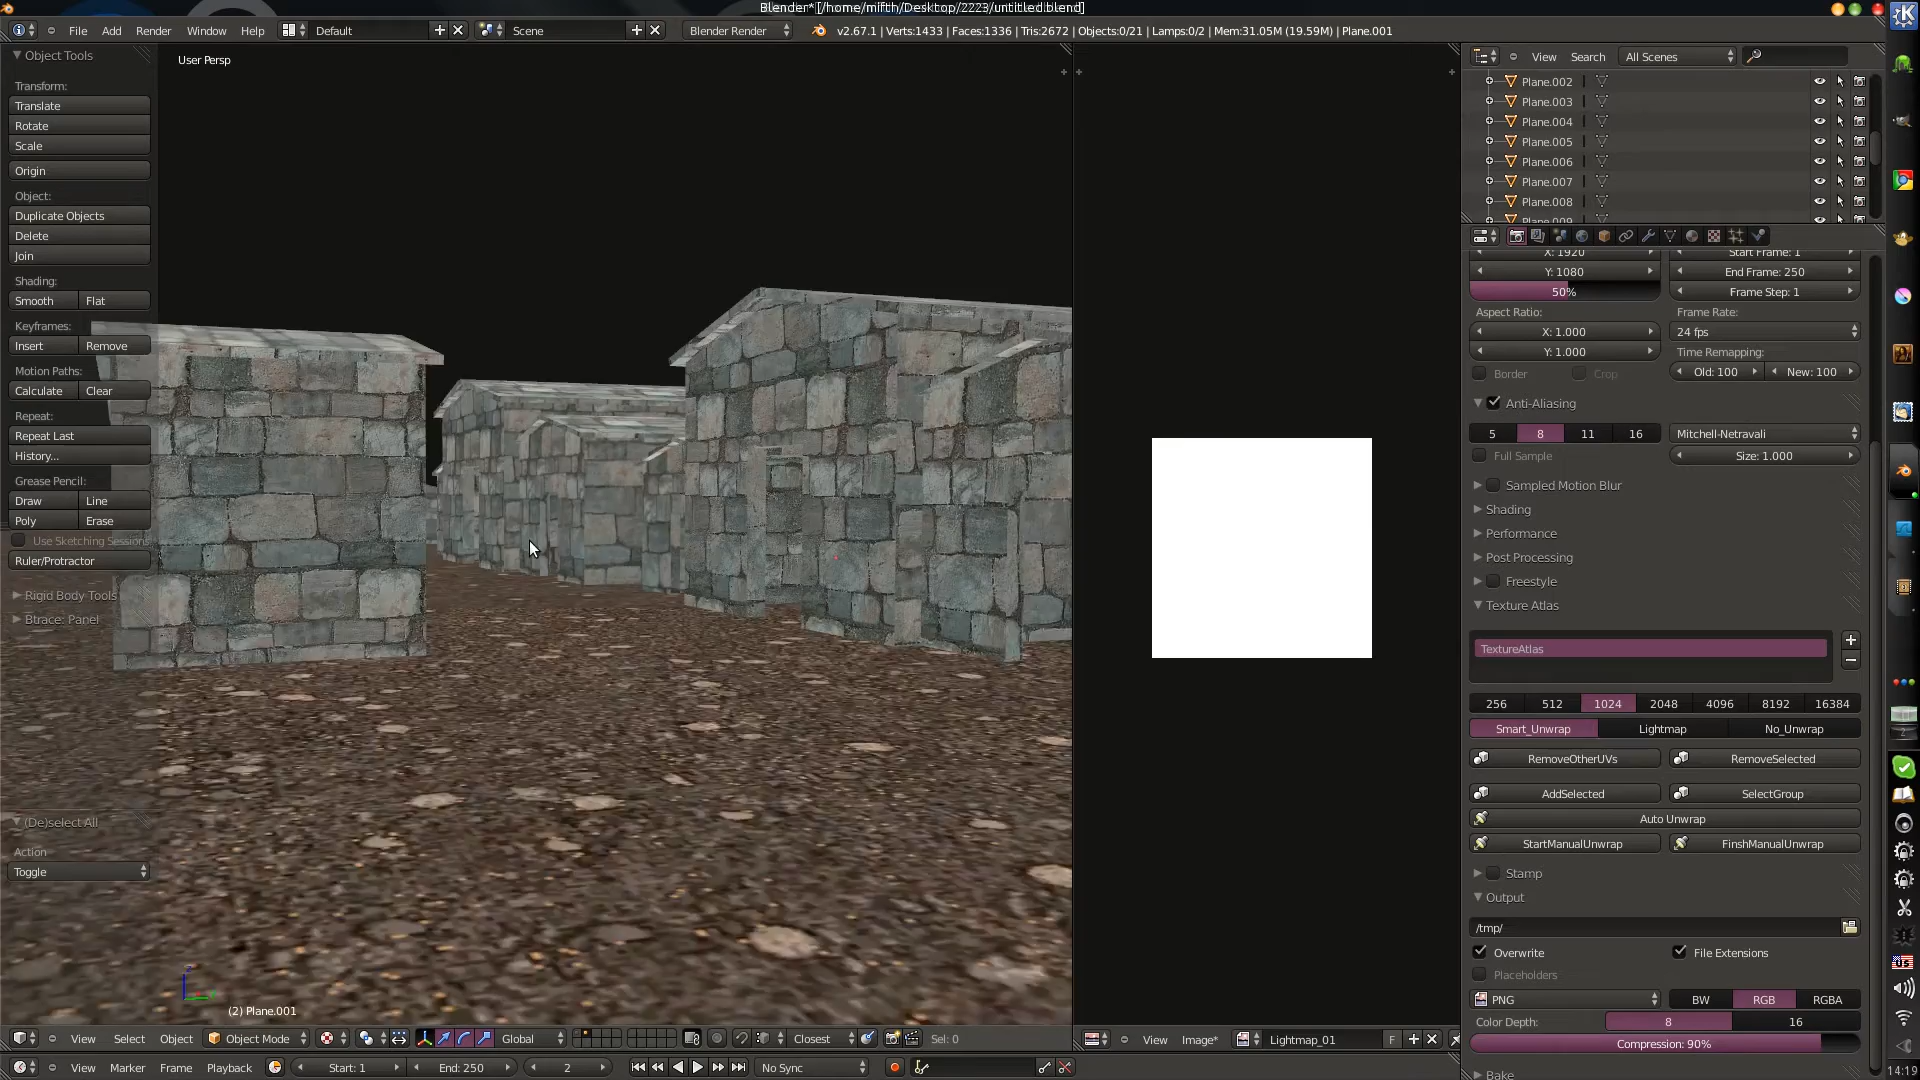 Blender* [/home/mifth/Desktop/2223/untitled.blend]
File Add Render Window Help Default Scene Blender Render v2.67.1 | Verts:1433 | Faces:1336 | Tris:2672 | Objects:0/21 | Lamps:0/2 | Mem:31.05M (19.59M) | Plane.001
Object Tools
Transform:
Translate
Rotate
Scale
Origin
Object:
Duplicate Objects
Delete
Join
Shading:
Smooth Flat
Keyframes:
Insert Remove
Motion Paths:
Calculate Clear
Repeat:
Repeat Last
History...
Grease Pencil:
Draw Line
Poly Erase
Use Sketching Sessions
Ruler/Protractor
Rigid Body Tools
Btrace: Panel
(De)select All
Action
Toggle
User Persp
(2) Plane.001
View Select Object Object Mode Global Closest Sel: 0
View Image* Lightmap_01 F
View Marker Frame Playback Start: 1 End: 250 2 No Sync
View Search All Scenes
Plane.002
Plane.003
Plane.004
Plane.005
Plane.006
Plane.007
Plane.008
Plane.009
X: 1920 Start Frame: 1
Y: 1080 End Frame: 250
50% Frame Step: 1
Aspect Ratio: Frame Rate:
X: 1.000 24 fps
Y: 1.000 Time Remapping:
Border Crop Old: 100 New: 100
Anti-Aliasing
5 8 11 16 Mitchell-Netravali
Full Sample Size: 1.000
Sampled Motion Blur
Shading
Performance
Post Processing
Freestyle
Texture Atlas
TextureAtlas
256 512 1024 2048 4096 8192 16384
Smart_Unwrap Lightmap No_Unwrap
RemoveOtherUVs RemoveSelected
AddSelected SelectGroup
Auto Unwrap
StartManualUnwrap FinshManualUnwrap
Stamp
Output
/tmp/
Overwrite File Extensions
Placeholders
PNG BW RGB RGBA
Color Depth: 8 16
Compression: 90%
Bake
US
14:19